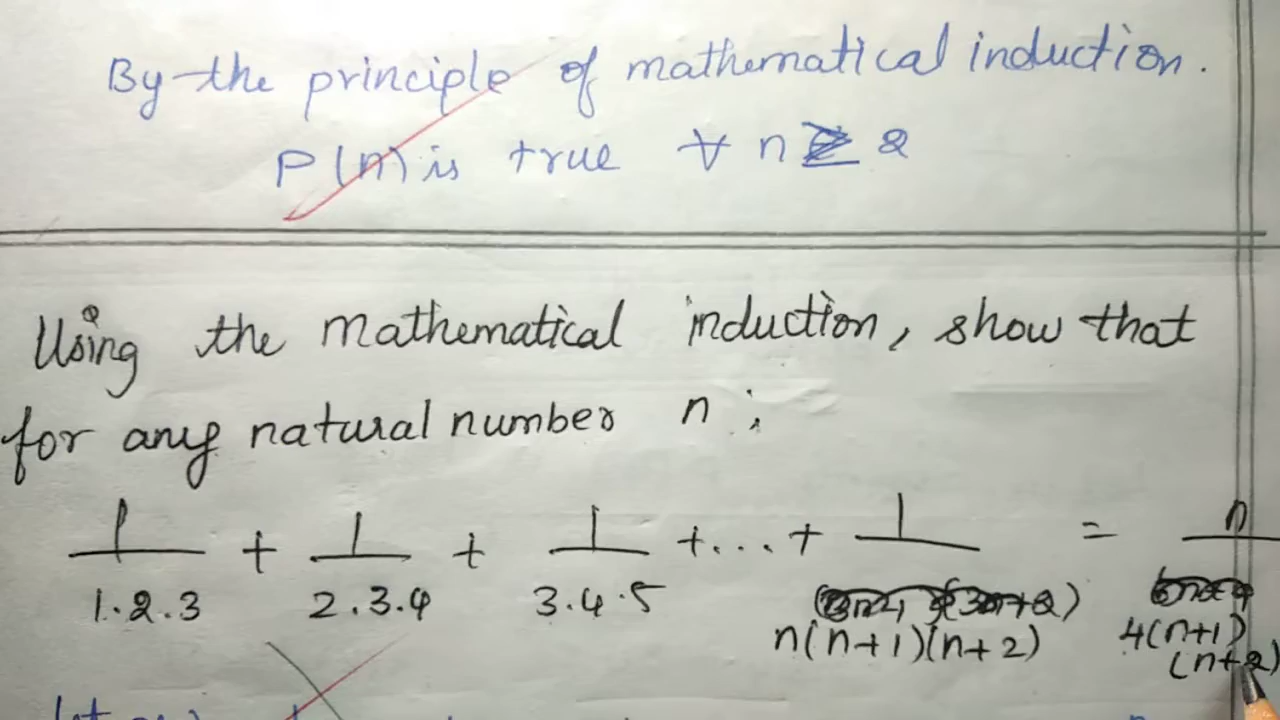 By the principle of mathematical induction.
P(n) is true ∀ n ≥ 2
Using the Mathematical induction, show that
for any natural number n ;
1/1.2.3 + 1/2.3.4 + 1/3.4.5 +...+ 1/n(n+1)(n+2) = n/4(n+1)(n+2)